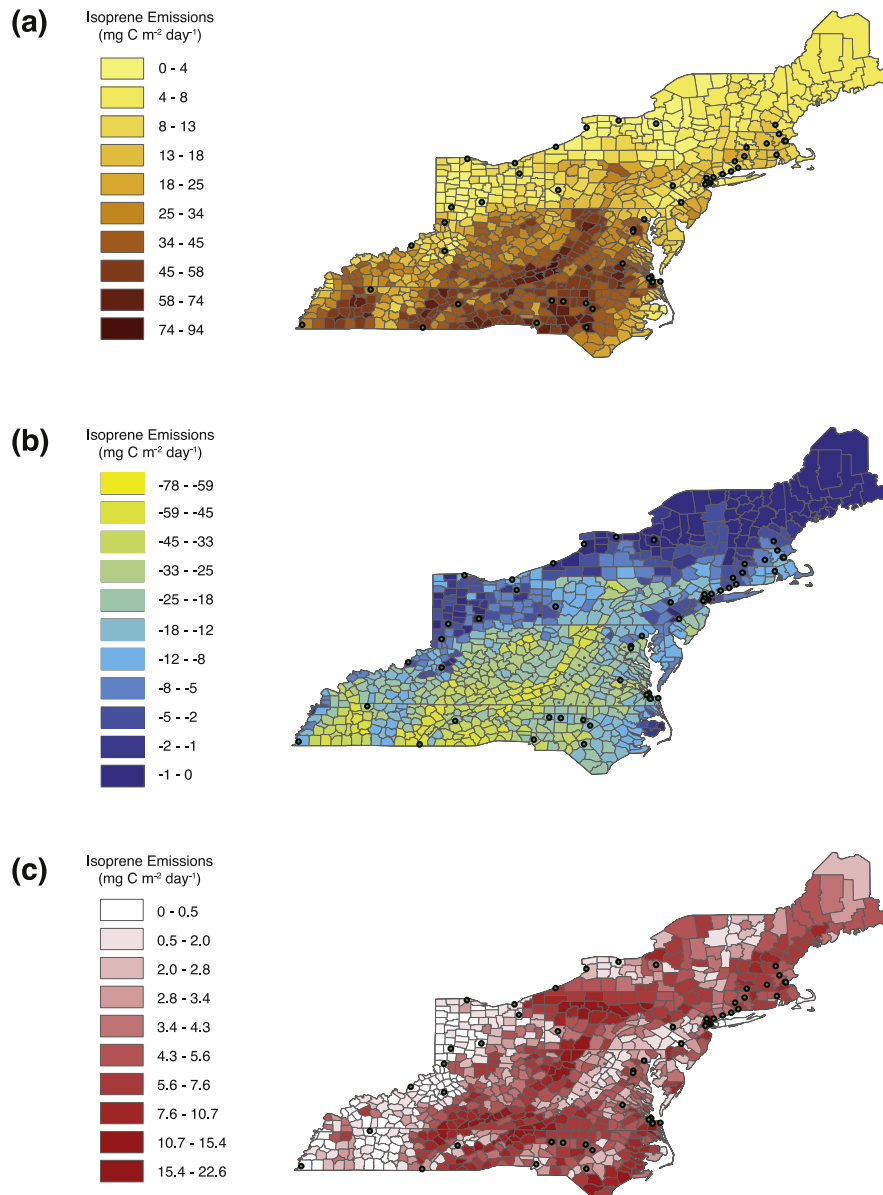 (a)
Isoprene Emissions
(mg C m⁻² day⁻¹)
0 - 4
4 - 8
8 - 13
13 - 18
18 - 25
25 - 34
34 - 45
45 - 58
58 - 74
74 - 94
(b)
Isoprene Emissions
(mg C m⁻² day⁻¹)
-78 - -59
-59 - -45
-45 - -33
-33 - -25
-25 - -18
-18 - -12
-12 - -8
-8 - -5
-5 - -2
-2 - -1
-1 - 0
(c)
Isoprene Emissions
(mg C m⁻² day⁻¹)
0 - 0.5
0.5 - 2.0
2.0 - 2.8
2.8 - 3.4
3.4 - 4.3
4.3 - 5.6
5.6 - 7.6
7.6 - 10.7
10.7 - 15.4
15.4 - 22.6